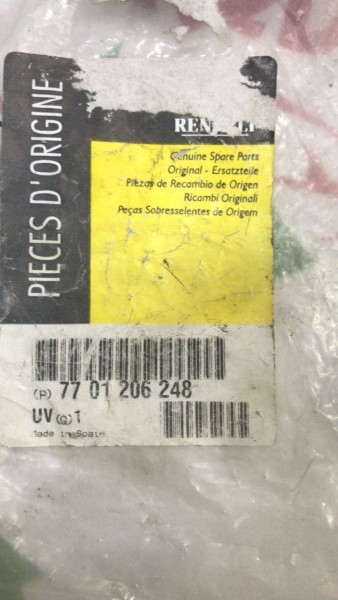 PIECES D'ORIGINE
Genuine Spare Parts
Original - Ersatzteile
Piezas de Recambio de Origen
Ricambi Originali
Peças Sobresselentes de Origem
(P) 77 01 206 248
UV (Q) 1
Made in Spain